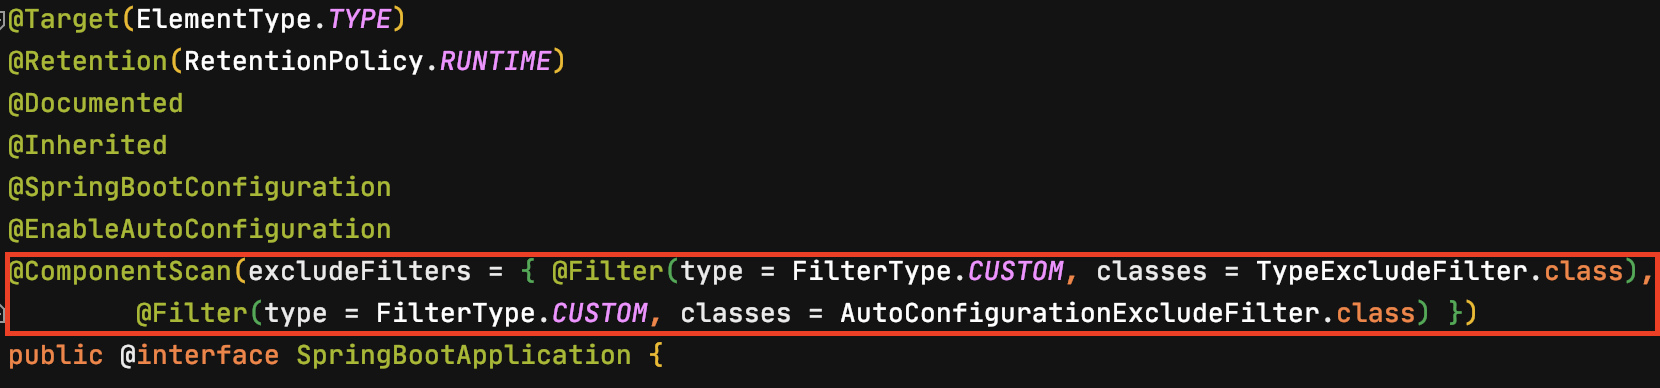 @Target(ElementType.TYPE)
@Retention(RetentionPolicy.RUNTIME)
@Documented
@Inherited
@SpringBootConfiguration
@EnableAutoConfiguration
@ComponentScan(excludeFilters = { @Filter(type = FilterType.CUSTOM, classes = TypeExcludeFilter.class),
@Filter(type = FilterType.CUSTOM, classes = AutoConfigurationExcludeFilter.class) })
public @interface SpringBootApplication {